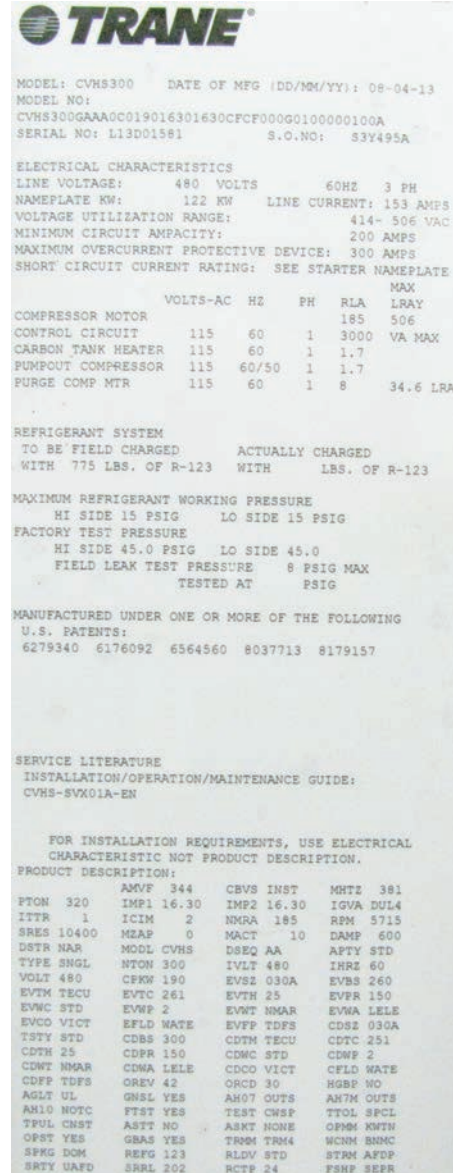 TRANE
MODEL: CVHS300 DATE OF MFG (DD/MM/YY): 08-04-13
MODEL NO:
CVHS300GAAA0C019016301630CFCF000G0100000100A
SERIAL NO: L13D01581 S.O.NO: S3Y495A
ELECTRICAL CHARACTERISTICS
LINE VOLTAGE: 480 VOLTS 60HZ 3 PH
NAMEPLATE KW: 122 KW LINE CURRENT: 153 AMPS
VOLTAGE UTILIZATION RANGE: 414- 506 VAC
MINIMUM CIRCUIT AMPACITY: 200 AMPS
MAXIMUM OVERCURRENT PROTECTIVE DEVICE: 300 AMPS
SHORT CIRCUIT CURRENT RATING: SEE STARTER NAMEPLATE
MAX
VOLTS-AC HZ PH RLA LRAY
COMPRESSOR MOTOR 185 506
CONTROL CIRCUIT 115 60 1 3000 VA MAX
CARBON TANK HEATER 115 60 1 1.7
PUMPOUT COMPRESSOR 115 60/50 1 1.7
PURGE COMP MTR 115 60 1 8 34.6 LRA
REFRIGERANT SYSTEM
TO BE FIELD CHARGED ACTUALLY CHARGED
WITH 775 LBS. OF R-123 WITH LBS. OF R-123
MAXIMUM REFRIGERANT WORKING PRESSURE
HI SIDE 15 PSIG LO SIDE 15 PSIG
FACTORY TEST PRESSURE
HI SIDE 45.0 PSIG LO SIDE 45.0
FIELD LEAK TEST PRESSURE 8 PSIG MAX
TESTED AT PSIG
MANUFACTURED UNDER ONE OR MORE OF THE FOLLOWING
U.S. PATENTS:
6279340 6176092 6564560 8037713 8179157
SERVICE LITERATURE
INSTALLATION/OPERATION/MAINTENANCE GUIDE:
CVHS-SVX01A-EN
FOR INSTALLATION REQUIREMENTS, USE ELECTRICAL
CHARACTERISTIC NOT PRODUCT DESCRIPTION.
PRODUCT DESCRIPTION:
AMVF 344 CBVS INST MHTZ 381
PTON 320 IMP1 16.30 IMP2 16.30 IGVA DUL4
ITTR 1 ICIM 2 NMRA 185 RPM 5715
SRES 10400 MZAP 0 MACT 10 DAMP 600
DSTR NAR MODL CVHS DSEQ AA APTY STD
TYPE SNGL NTON 300 IVLT 480 IHRZ 60
VOLT 480 CPKW 190 EVSZ 030A EVBS 260
EVTM TECU EVTC 261 EVTH 25 EVPR 150
EVWC STD EVWP 2 EVWT NMAR EVWA LELE
EVCO VICT EFLD WATE EVFP TDFS CDSZ 030A
TSTY STD CDBS 300 CDTM TECU CDTC 251
CDTH 25 CDPR 150 CDWC STD CDWP 2
CDWT NMAR CDWA LELE CDCO VICT CFLD WATE
CDFP TDFS OREV 42 ORCD 30 HGBP WO
AGLT UL GNSL YES AH07 OUTS AH7M OUTS
AH10 NOTC FTST YES TEST CWSP TTOL SPCL
TPUL CNST ASTT NO ASKT NONE OPMM KWTN
OPST YES GBAS YES TRMM TRM4 WCNM BNMC
SPKG DOM REFG 123 RLDV STD STRM AFDP
SRTY UAFD SRRL 202 RCTP 24 FSHP SEPR